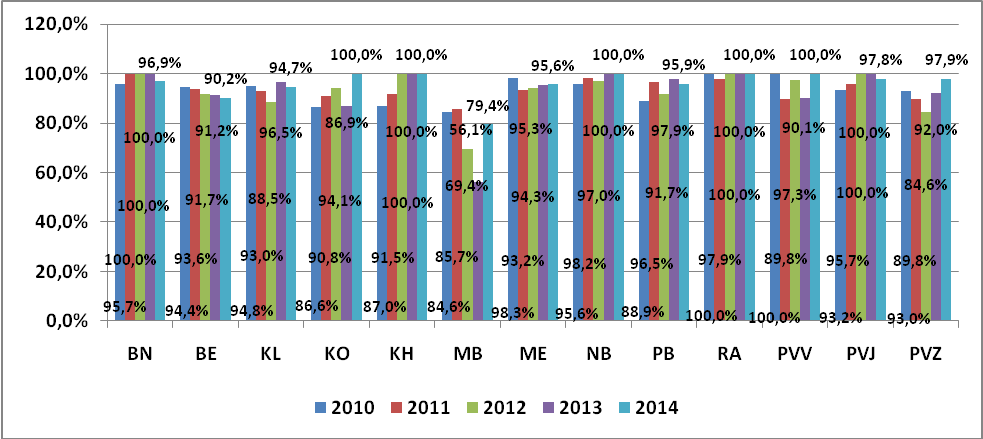 120,0%
100,0%
80,0%
60,0%
40,0%
20,0%
0,0%
95,7% 100,0% 100,0% 100,0% 96,9%
94,4% 93,6% 91,7% 91,2% 90,2%
94,8% 93,0% 88,5% 96,5% 94,7%
86,6% 90,8% 94,1% 86,9% 100,0%
87,0% 91,5% 100,0% 100,0% 100,0%
84,6% 85,7% 69,4% 56,1% 79,4%
98,3% 93,2% 94,3% 95,3% 95,6%
95,6% 98,2% 97,0% 100,0% 100,0%
88,9% 96,5% 91,7% 97,9% 95,9%
100,0% 97,9% 100,0% 100,0% 100,0%
100,0% 89,8% 97,3% 90,1% 100,0%
93,2% 95,7% 100,0% 100,0% 97,8%
93,0% 89,8% 84,6% 92,0% 97,9%
BN BE KL KO KH MB ME NB PB RA PVV PVJ PVZ
2010 2011 2012 2013 2014